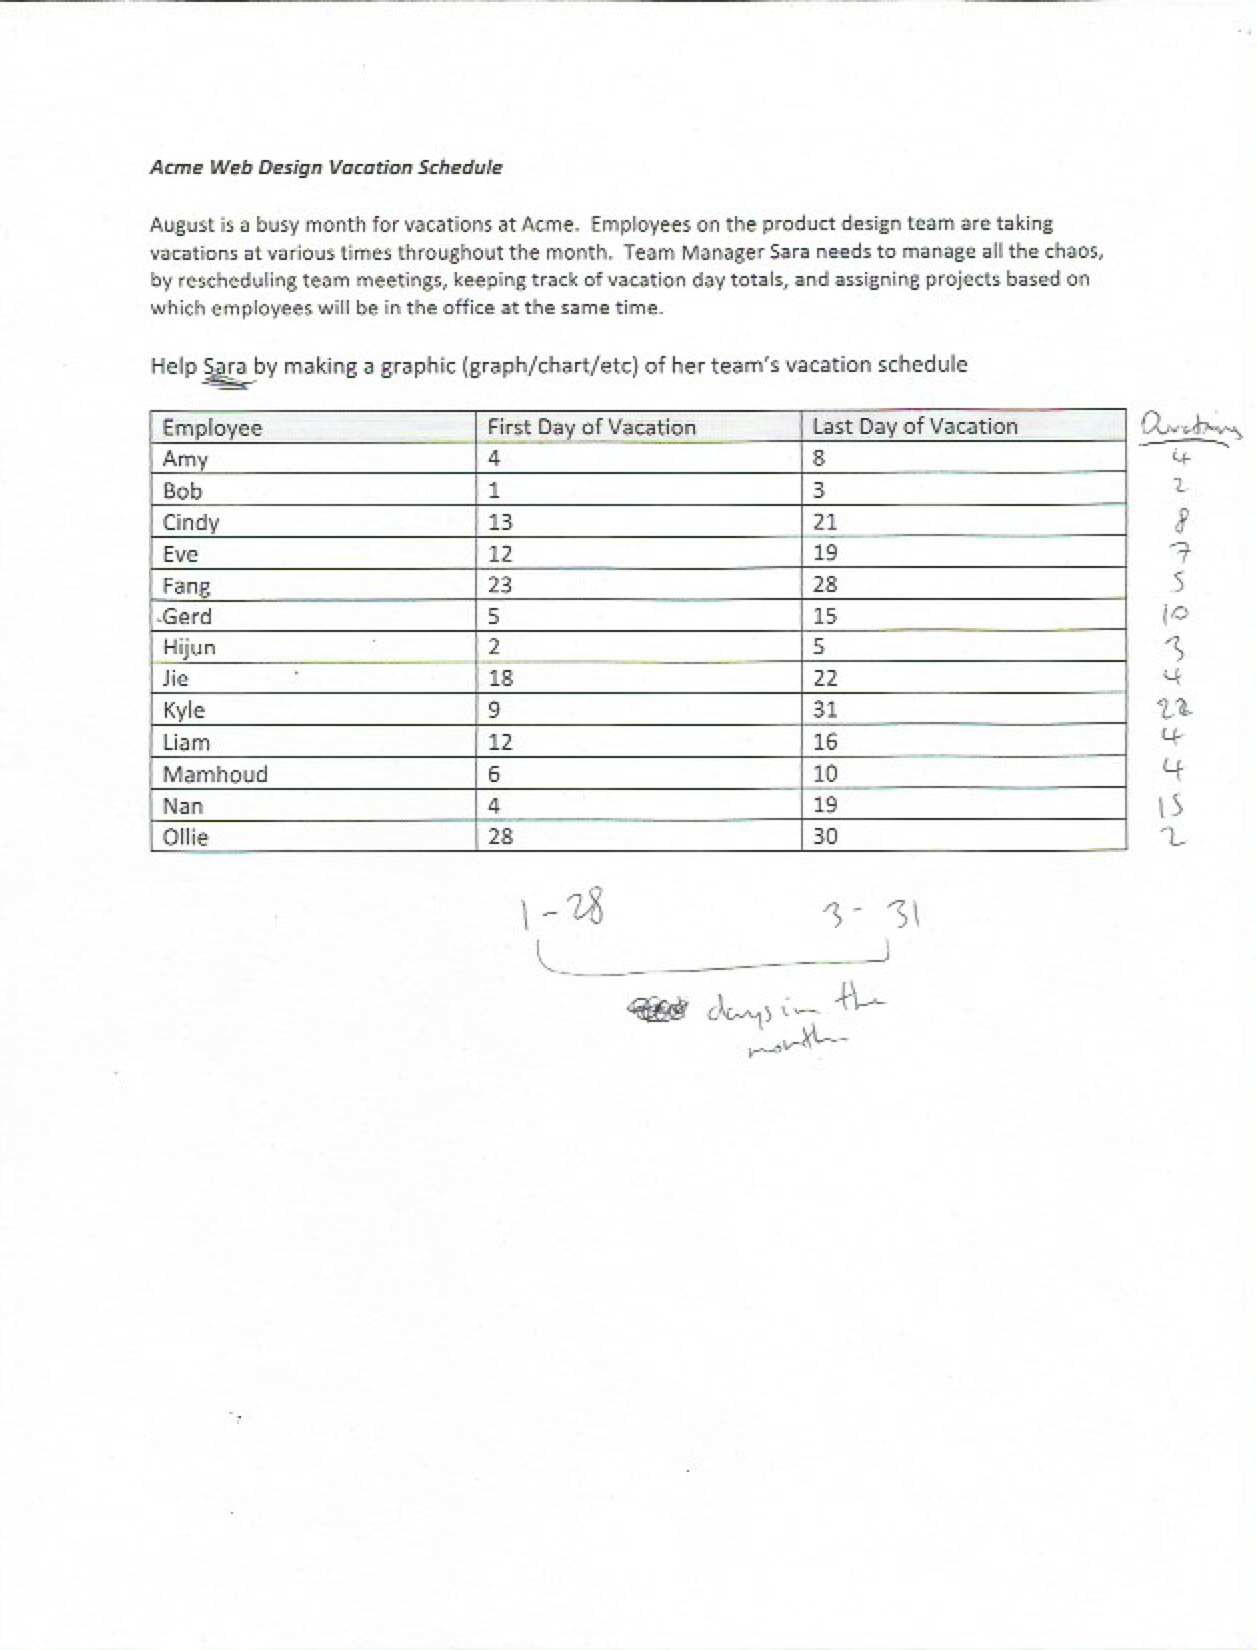 Acme Web Design Vacation Schedule
August is a busy month for vacations at Acme. Employees on the product design team are taking
vacations at various times throughout the month. Team Manager Sara needs to manage all the chaos,
by rescheduling team meetings, keeping track of vacation day totals, and assigning projects based on
which employees will be in the office at the same time.
Help Sara by making a graphic (graph/chart/etc) of her team's vacation schedule
Employee First Day of Vacation Last Day of Vacation
Amy 4 8 4
Bob 1 3 2
Cindy 13 21 8
Eve 12 19 7
Fang 23 28 5
Gerd 5 15 10
Hijun 2 5 3
Jie 18 22 4
Kyle 9 31 22
Liam 12 16 4
Mamhoud 6 10 4
Nan 4 19 15
Ollie 28 30 2
1-28 3-31
days in the
month